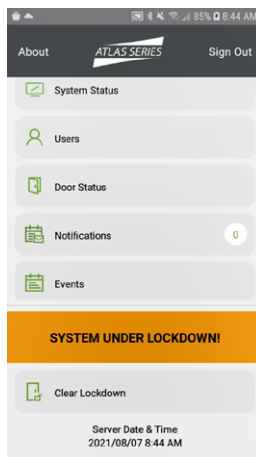 85% 8:44 AM
About ATLAS SERIES Sign Out
System Status
Users
Door Status
Notifications 0
Events
SYSTEM UNDER LOCKDOWN!
Clear Lockdown
Server Date & Time
2021/08/07 8:44 AM